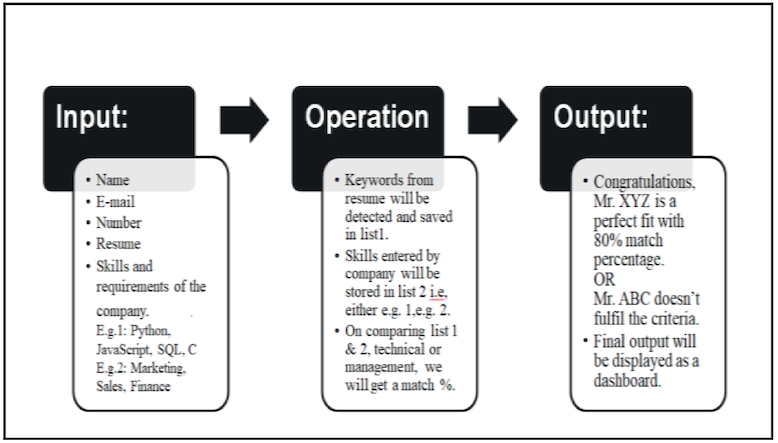 Input:
• Name
• E-mail
• Number
• Resume
• Skills and
requirements of the
company.
E.g.1: Python,
JavaScript, SQL, C
E.g.2: Marketing,
Sales, Finance
Operation
• Keywords from
resume will be
detected and saved
in list1.
• Skills entered by
company will be
stored in list 2 i.e,
either e.g. 1,e.g. 2.
• On comparing list 1
& 2, technical or
management, we
will get a match %.
Output:
• Congratulations,
Mr. XYZ is a
perfect fit with
80% match
percentage.
OR
Mr. ABC doesn't
fulfil the criteria.
• Final output will
be displayed as a
dashboard.